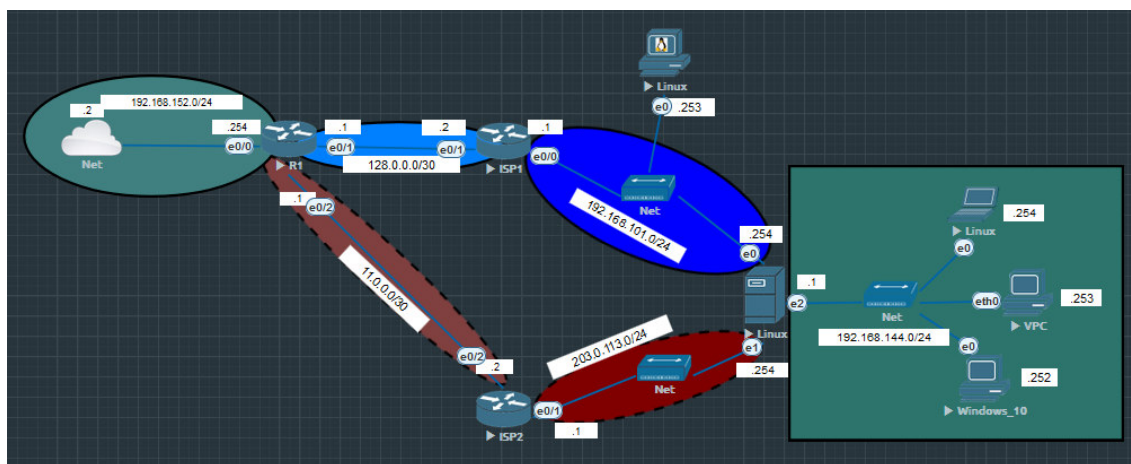 192.168.152.0/24
.2
Net
.254
e0/0
R1
.1
e0/1
128.0.0.0/30
.2
e0/1
ISP1
.1
e0/0
Linux
e0
.253
Net
192.168.101.0/24
.254
e0
.1
e0/2
11.0.0.0/30
e0/2
.2
ISP2
e0/1
.1
203.0.113.0/24
Net
Linux
e1
.254
e2
.1
Net
192.168.144.0/24
Linux
.254
e0
eth0
VPC
.253
e0
Windows_10
.252